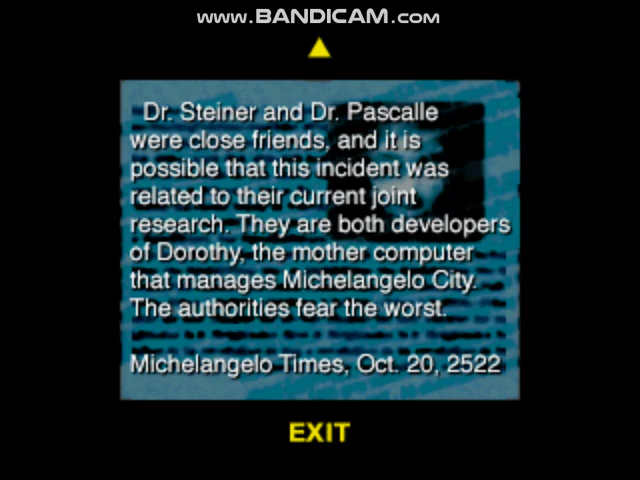 www.BANDICAM.com
Dr. Steiner and Dr. Pascalle
were close friends, and it is
possible that this incident was
related to their current joint
research. They are both developers
of Dorothy, the mother computer
that manages Michelangelo City.
The authorities fear the worst.
Michelangelo Times, Oct. 20, 2522
EXIT